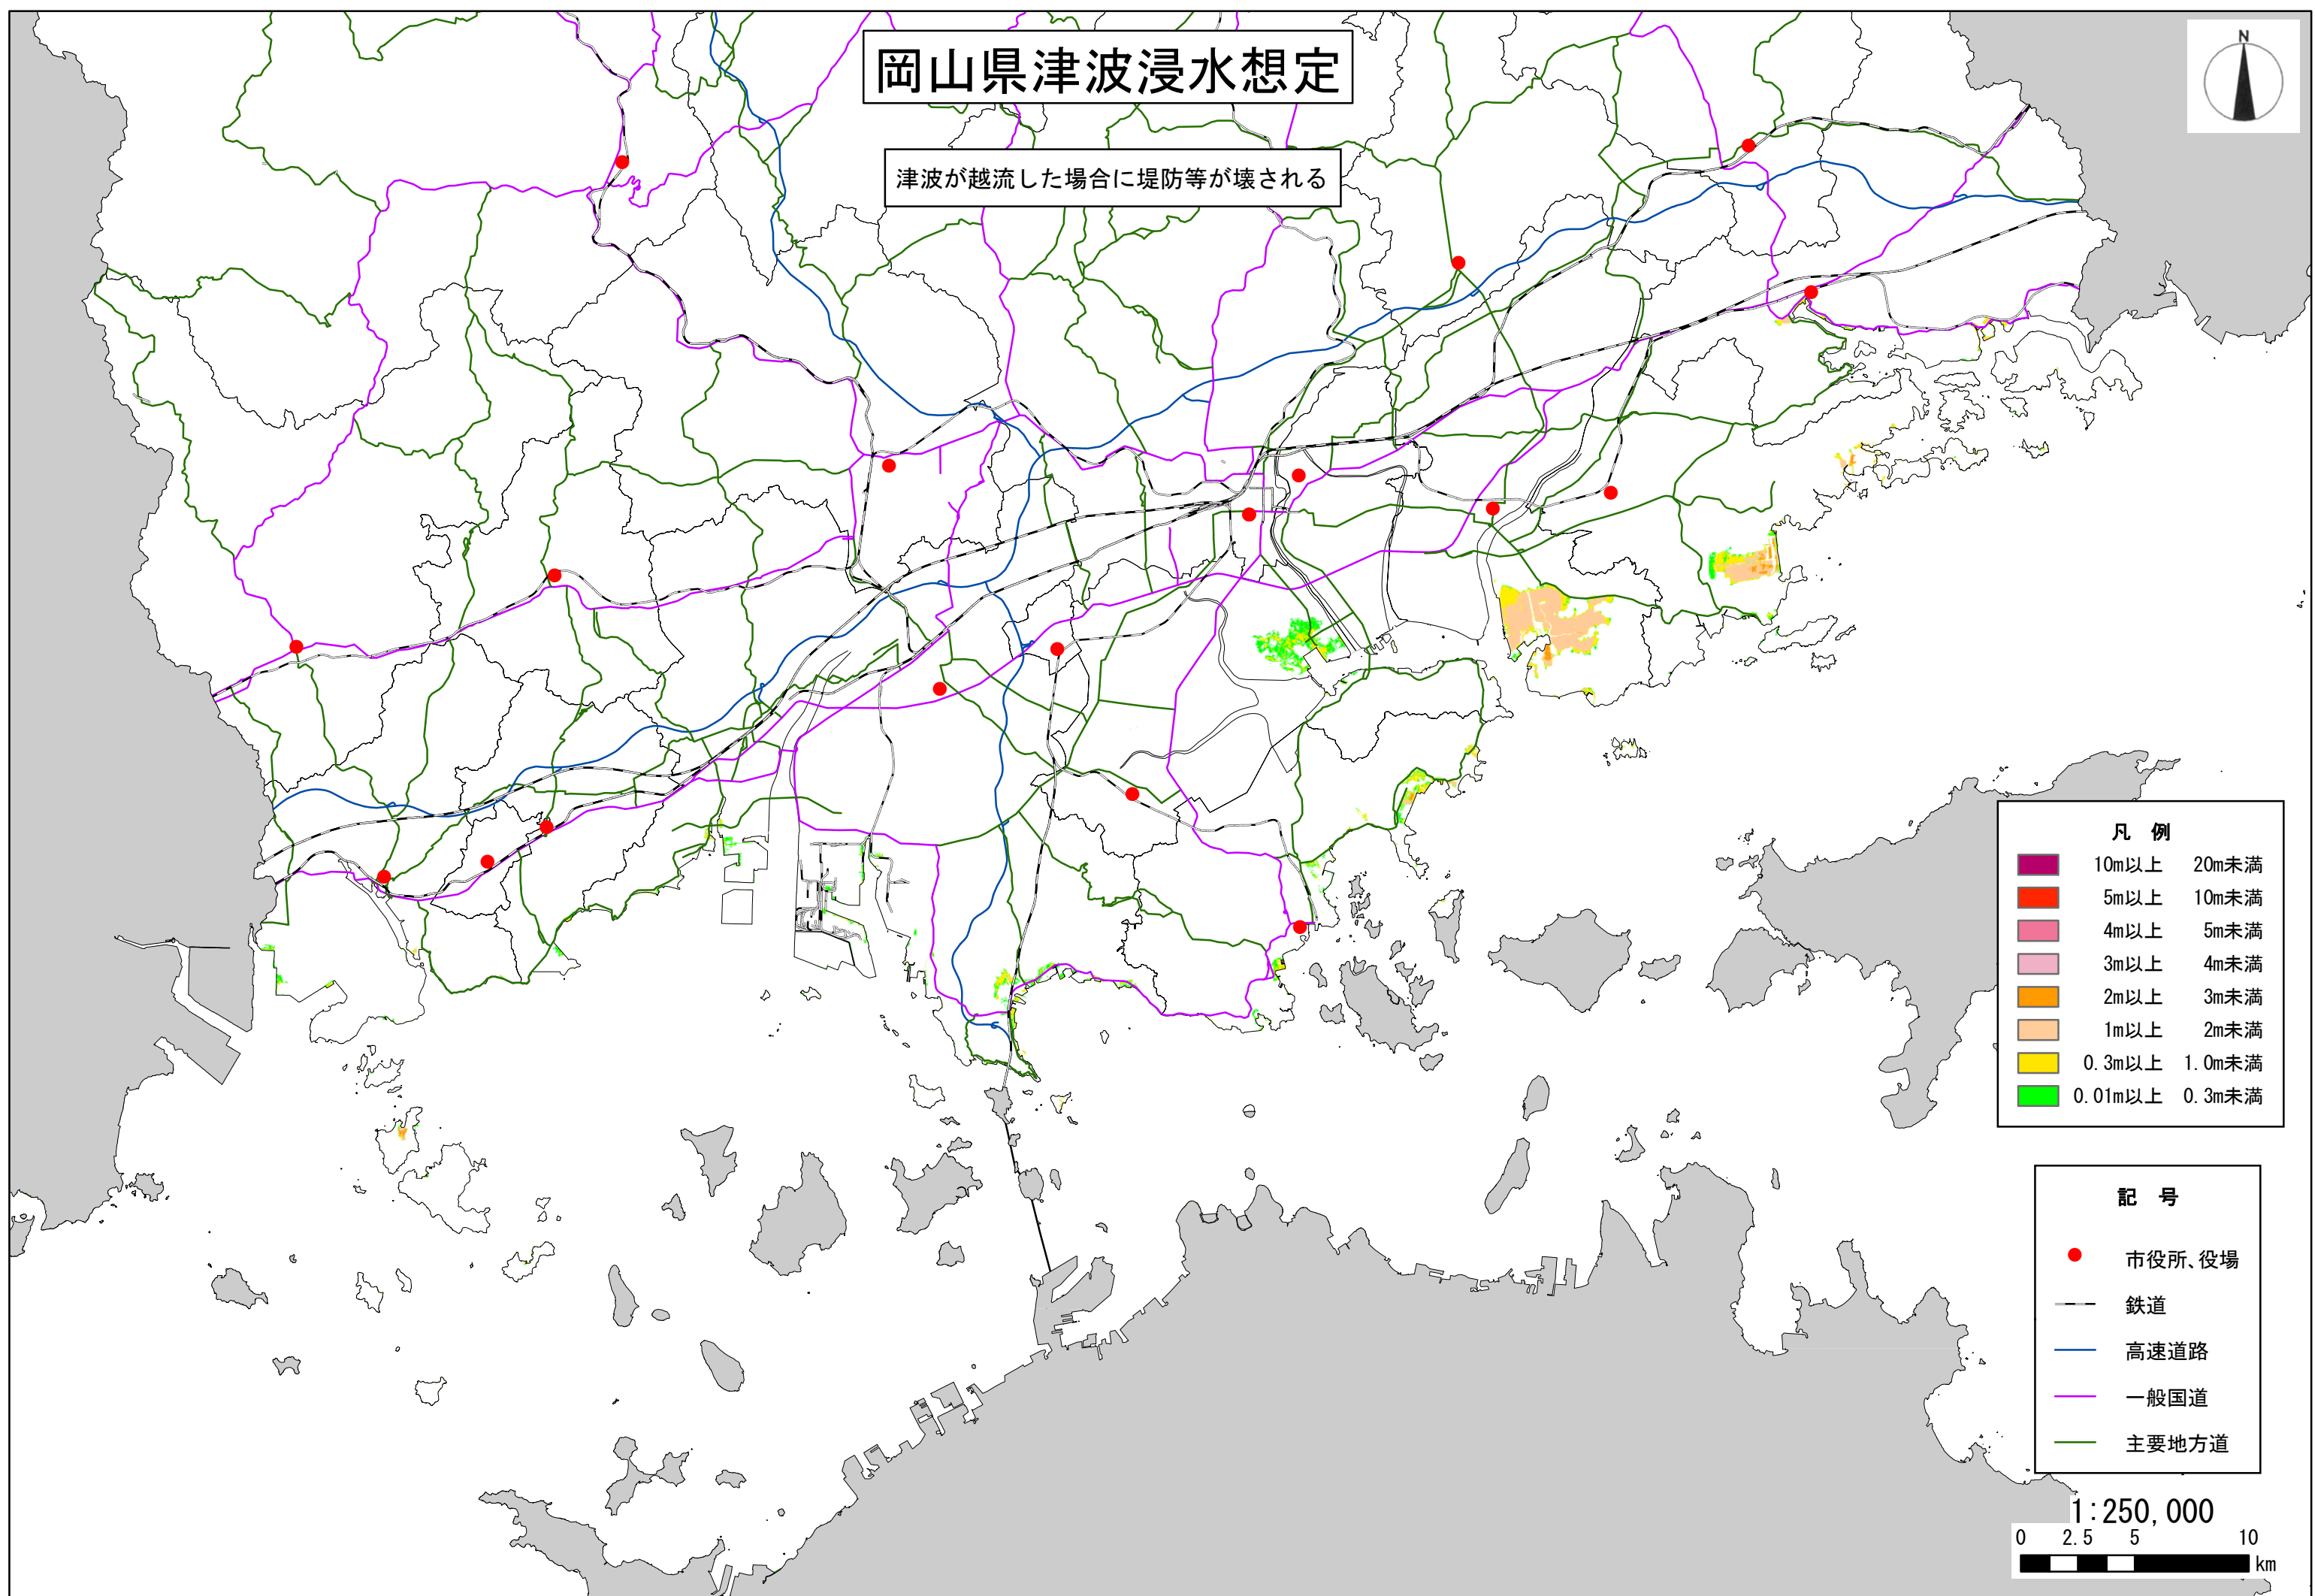 岡山県津波浸水想定
津波が越流した場合に堤防等が壊される
N
凡 例
10m以上 20m未満
5m以上 10m未満
4m以上 5m未満
3m以上 4m未満
2m以上 3m未満
1m以上 2m未満
0.3m以上 1.0m未満
0.01m以上 0.3m未満
記 号
市役所、役場
鉄道
高速道路
一般国道
主要地方道
1:250,000
0 2.5 5 10
km